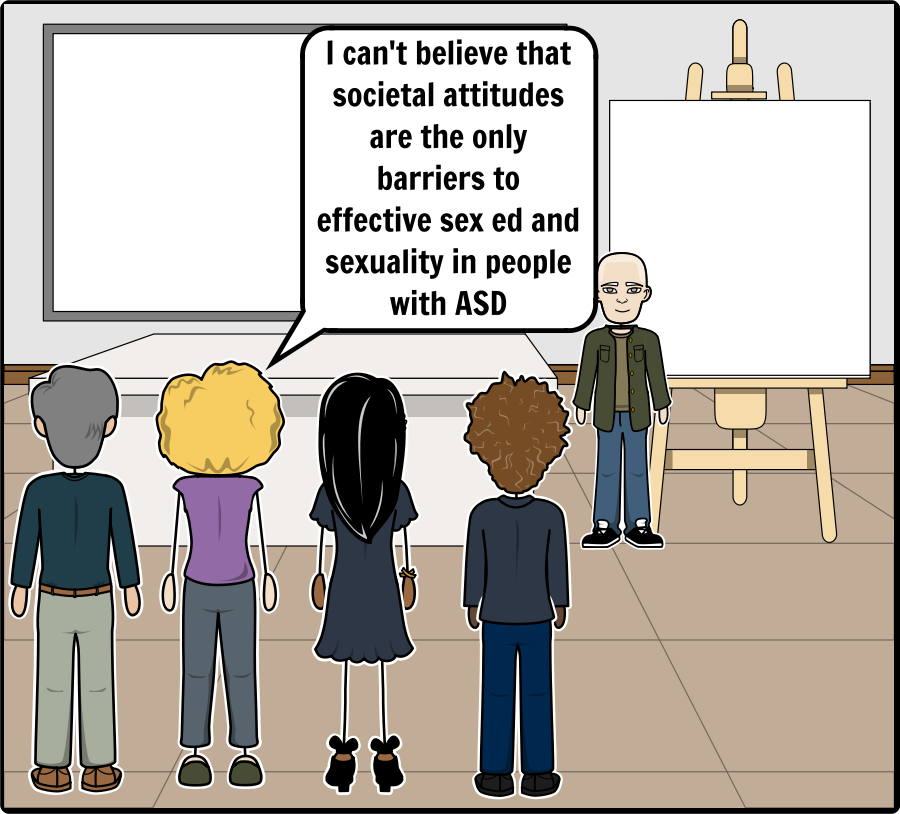 I can't believe that
societal attitudes
are the only
barriers to
effective sex ed and
sexuality in people
with ASD